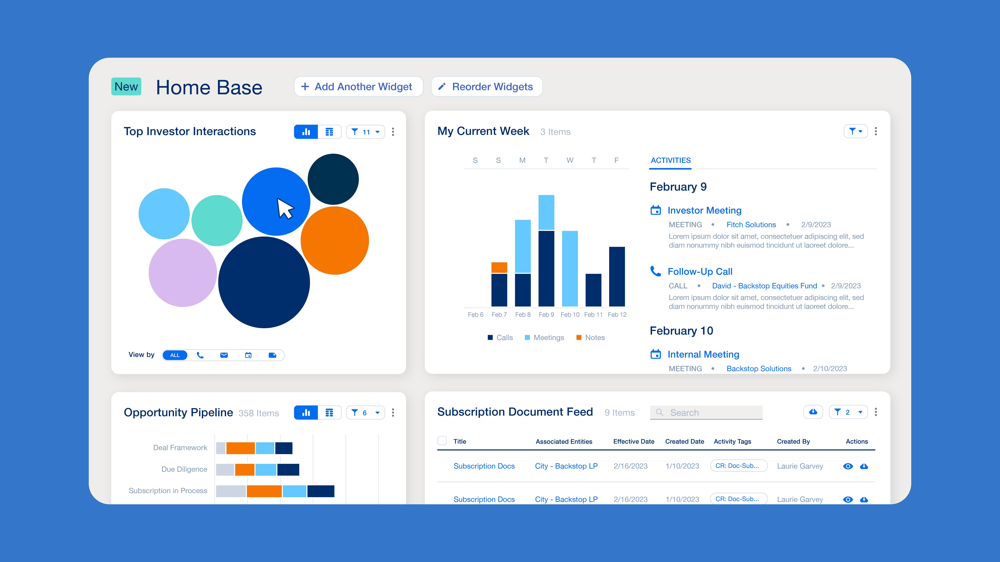 New
Home Base
Add Another Widget
Reorder Widgets
Top Investor Interactions
11
View by
ALL
My Current Week 3 Items
S S M T W T F
Feb 6 Feb 7 Feb 8 Feb 9 Feb 10 Feb 11 Feb 12
Calls Meetings Notes
ACTIVITIES
February 9
Investor Meeting
MEETING • Fitch Solutions • 2/9/2023
Lorem ipsum dolor sit amet, consectetuer adipiscing elit, sed
diam nonummy nibh euismod tincidunt ut laoreet dolore...
Follow-Up Call
CALL • David - Backstop Equities Fund • 2/9/2023
Lorem ipsum dolor sit amet, consectetuer adipiscing elit, sed
diam nonummy nibh euismod tincidunt ut laoreet dolore...
February 10
Internal Meeting
MEETING • Backstop Solutions • 2/10/2023
Opportunity Pipeline 358 Items
6
Deal Framework
Due Diligence
Subscription in Process
Subscription Document Feed 9 Items
Search
2
Title Associated Entities Effective Date Created Date Activity Tags Created By Actions
Subscription Docs City - Backstop LP 2/16/2023 1/10/2023 CR: Doc-Sub... Laurie Garvey
Subscription Docs City - Backstop LP 2/16/2023 1/10/2023 CR: Doc-Sub... Laurie Garvey